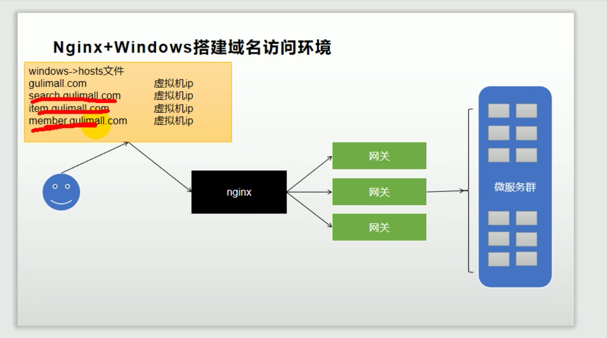 Nginx+Windows搭建域名访问环境
windows->hosts文件
gulimall.com 虚拟机ip
search.gulimall.com 虚拟机ip
item.gulimall.com 虚拟机ip
member.gulimall.com 虚拟机ip
网关
nginx
网关
微服务群
网关